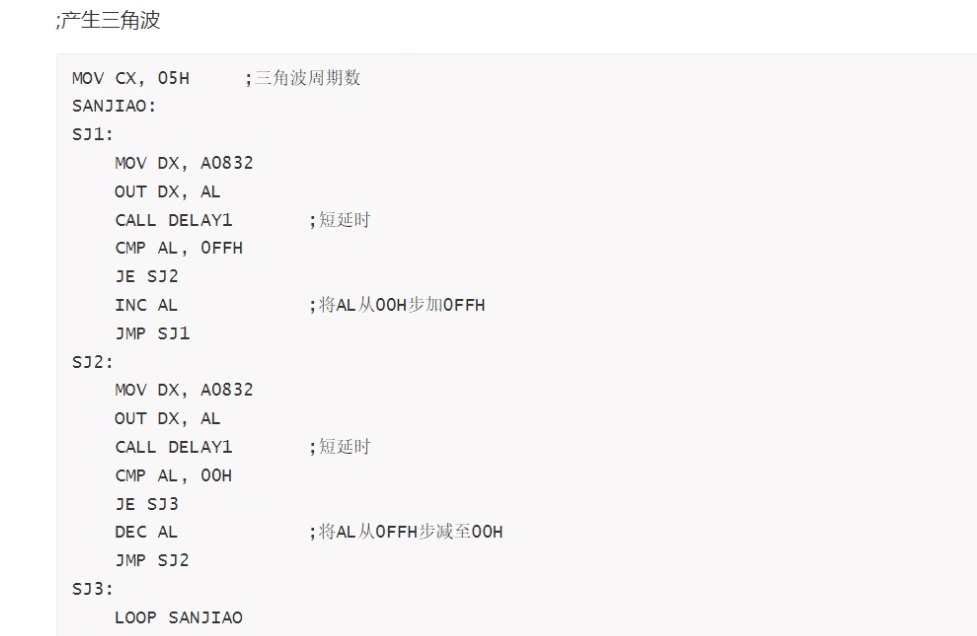 ;产生三角波
MOV CX, 05H     ;三角波周期数
SANJIAO:
SJ1:
    MOV DX, A0832
    OUT DX, AL
    CALL DELAY1       ;短延时
    CMP AL, 0FFH
    JE SJ2
    INC AL            ;将AL从00H步加0FFH
    JMP SJ1
SJ2:
    MOV DX, A0832
    OUT DX, AL
    CALL DELAY1       ;短延时
    CMP AL, 00H
    JE SJ3
    DEC AL            ;将AL从0FFH步减至00H
    JMP SJ2
SJ3:
    LOOP SANJIAO